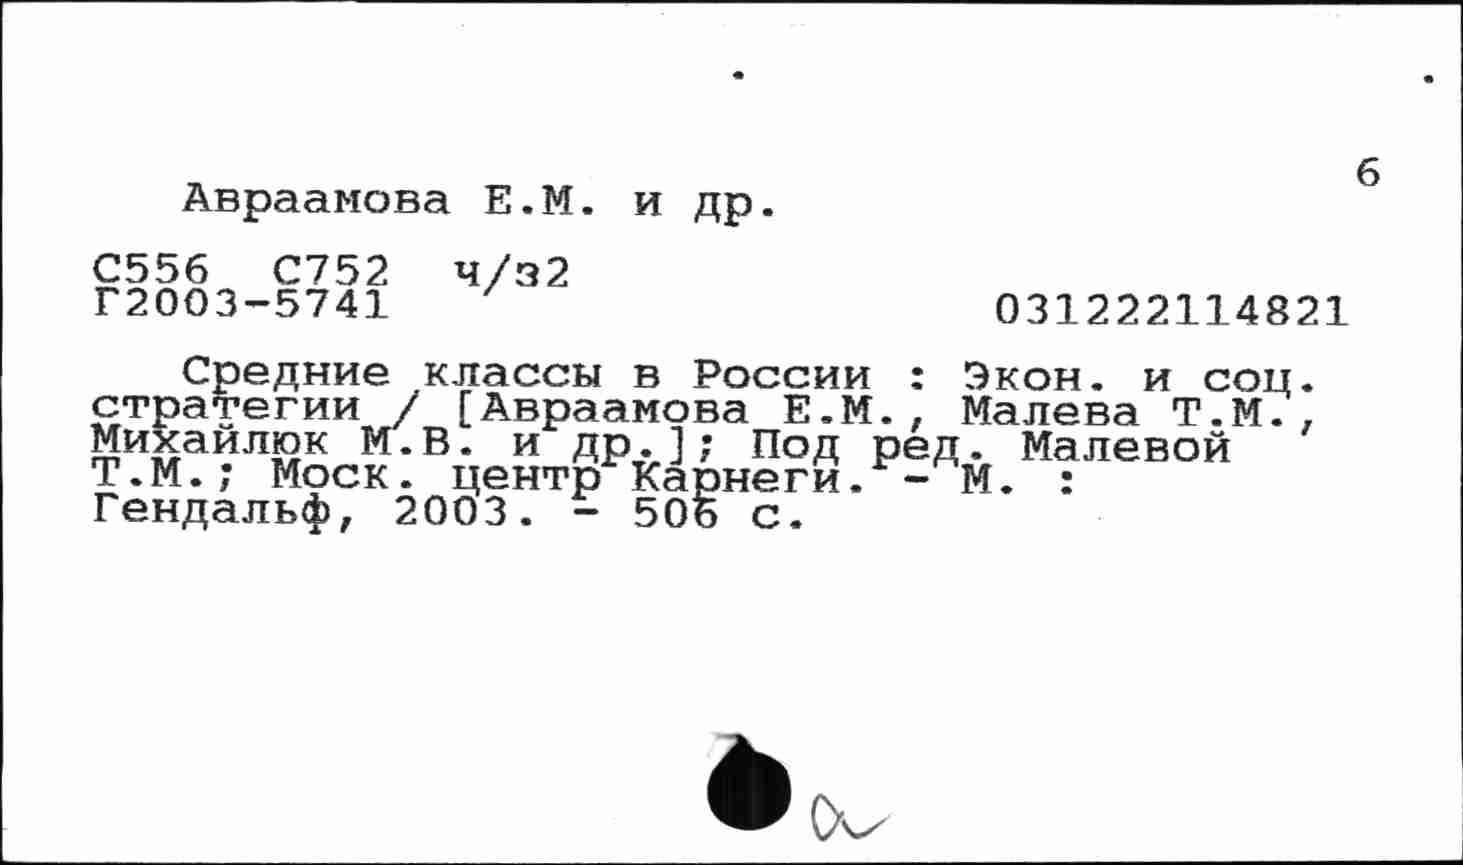 6
Авраамова Е.М. и др.
С556 С752 ч/з2
Г2003-5741
031222114821
Средние классы в России : Экон. и соц.
стратегии / [Авраамова Е.М., Малева Т.М.,
Михайлюк М.В. и др.]; Под ред. Малевой
Т.М.; Моск. центр Карнеги. - М. :
Гендальф, 2003. - 506 с.
а